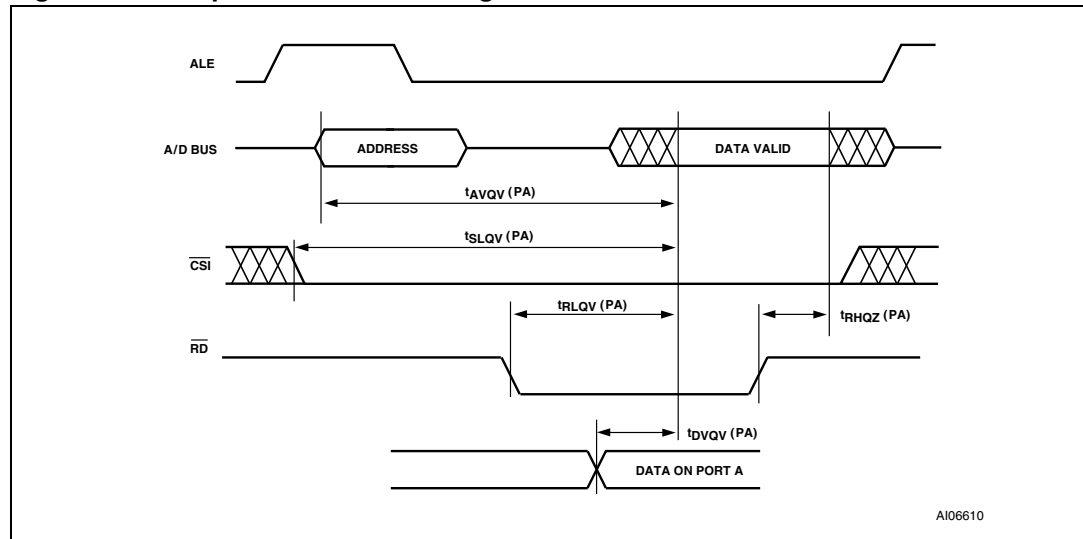 ALE
A/D BUS
ADDRESS
DATA VALID
tAVQV (PA)
tSLQV (PA)
CSI
tRLQV (PA)
tRHQZ (PA)
RD
tDVQV (PA)
DATA ON PORT A
AI06610